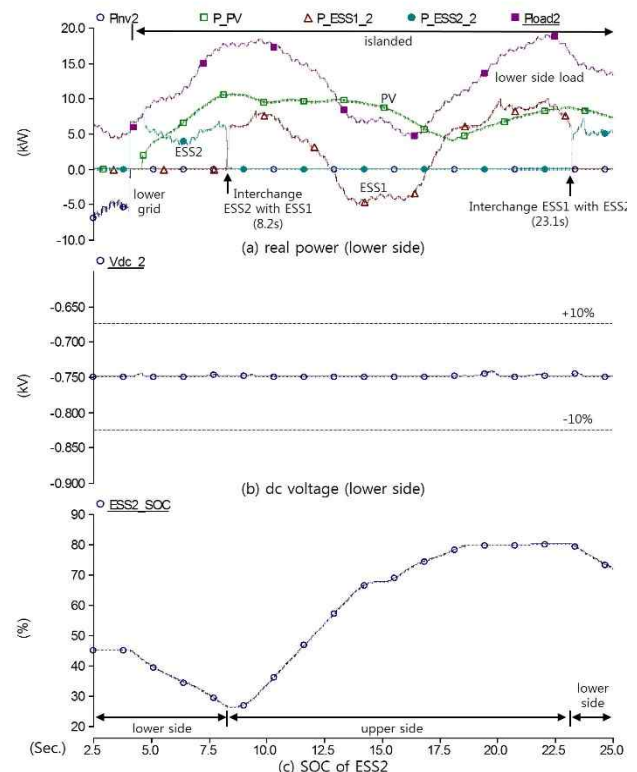 PInv2 P_PV P_ESS1_2 P_ESS2_2 Pload2
(a)
20.0
15.0
10.0
5.0
0.0
-5.0
-10.0
(kW)
islanded
lower side load
PV
ESS2
ESS1
lower
grid
Interchange
ESS2 with ESS1
(8.2s)
Interchange ESS1 with ESS2
(23.1s)
(a) real power (lower side)
Vdc_2
-0.650
-0.700
-0.750
-0.800
-0.850
-0.900
(kV)
+10%
-10%
(b) dc voltage (lower side)
ESS2_SOC
90
80
70
60
50
40
30
20
(%)
lower side
upper side
lower
side
(Sec.) 2.5 5.0 7.5 10.0 12.5 15.0 17.5 20.0 22.5 25.0
(c) SOC of ESS2